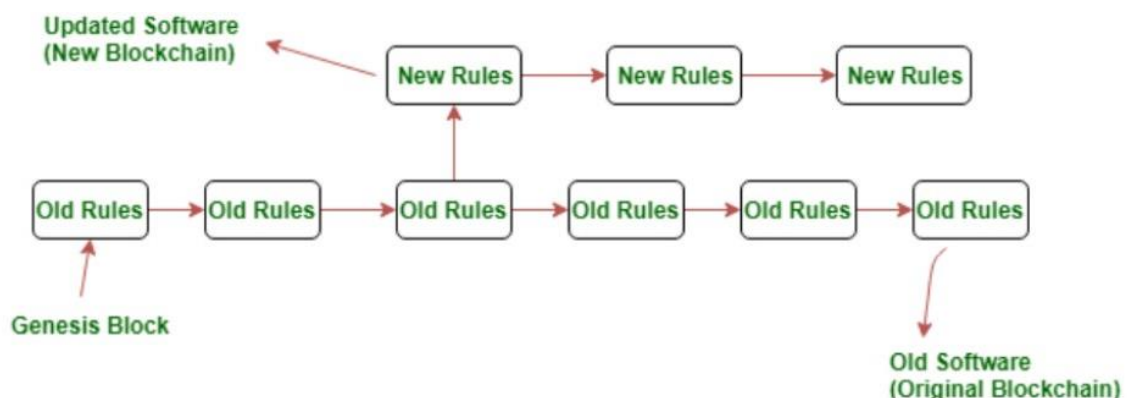 Updated Software
(New Blockchain)
New Rules
New Rules
New Rules
Old Rules
Old Rules
Old Rules
Old Rules
Old Rules
Old Rules
Genesis Block
Old Software
(Original Blockchain)